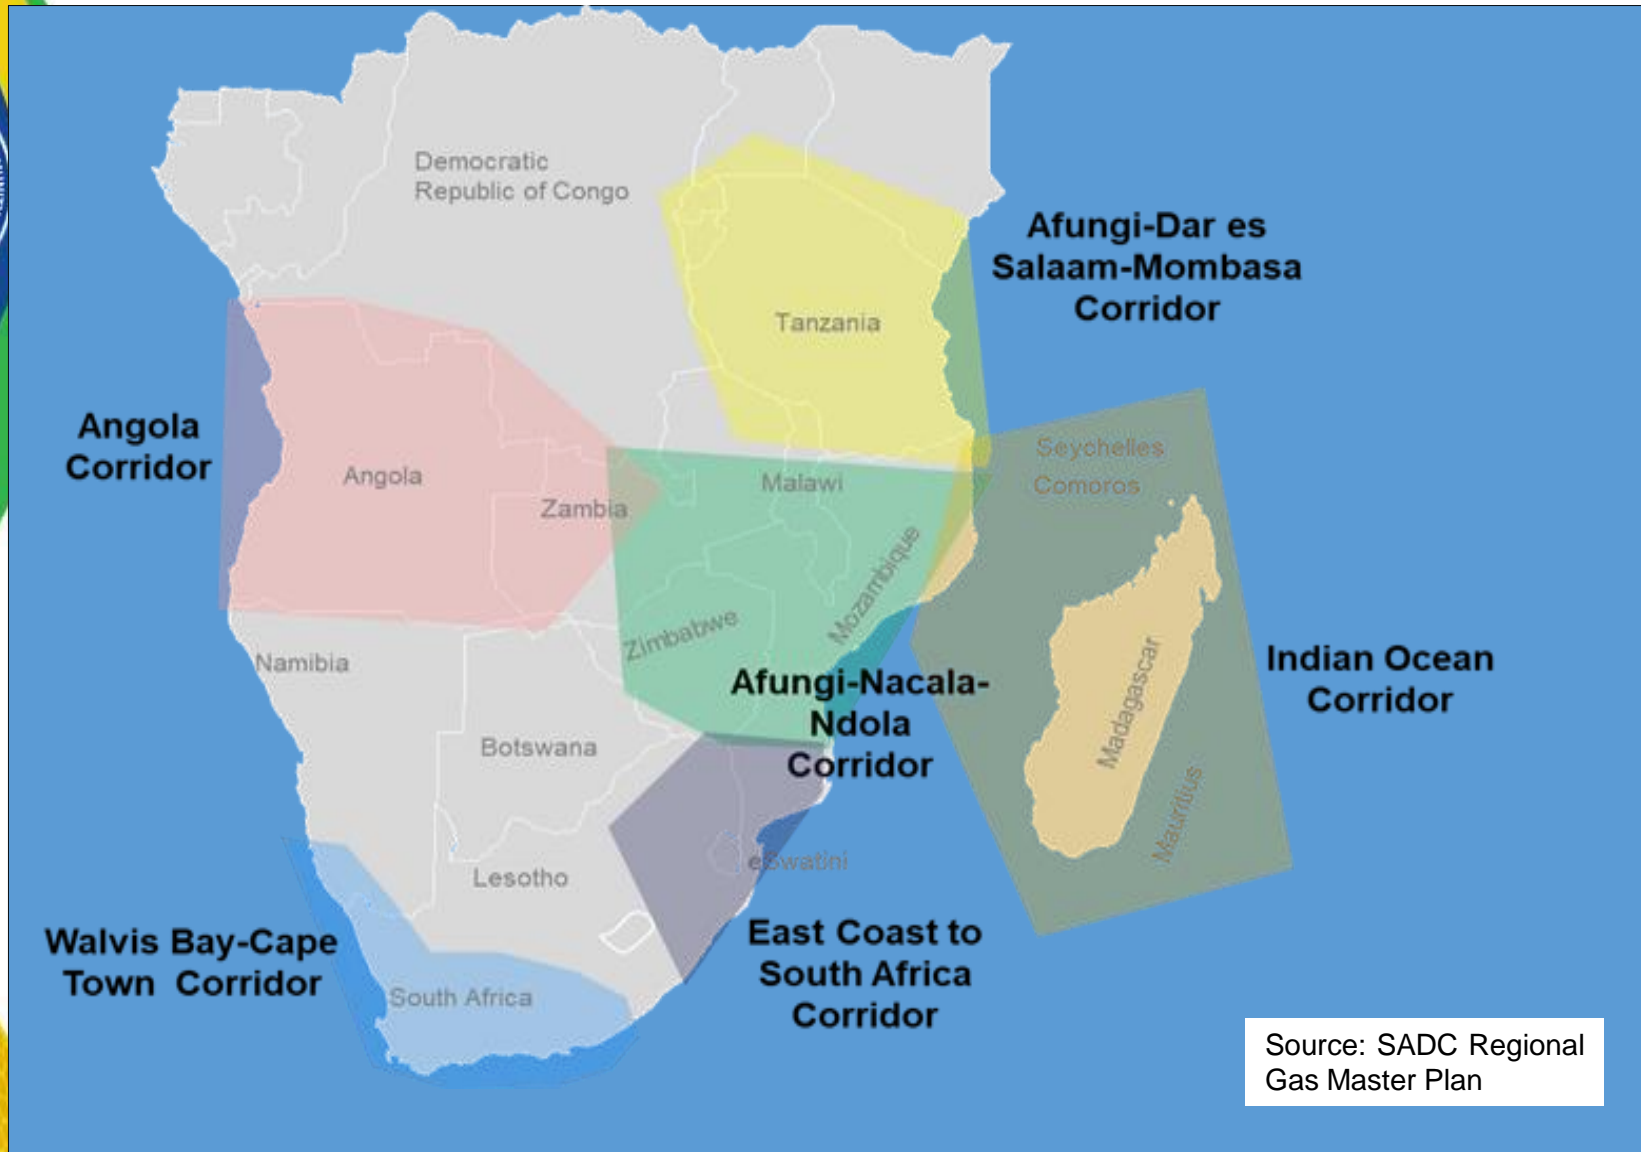 Democratic
Republic of Congo
Afungi-Dar es
Salaam-Mombasa
Corridor
Tanzania
Angola
Corridor
Angola
Zambia
Malawi
Seychelles
Comoros
Mozambique
Zimbabwe
Namibia
Afungi-Nacala-
Ndola
Corridor
Madagascar
Indian Ocean
Corridor
Botswana
Mauritius
eSwatini
Lesotho
Walvis Bay-Cape
Town Corridor
East Coast to
South Africa
Corridor
South Africa
Source: SADC Regional
Gas Master Plan